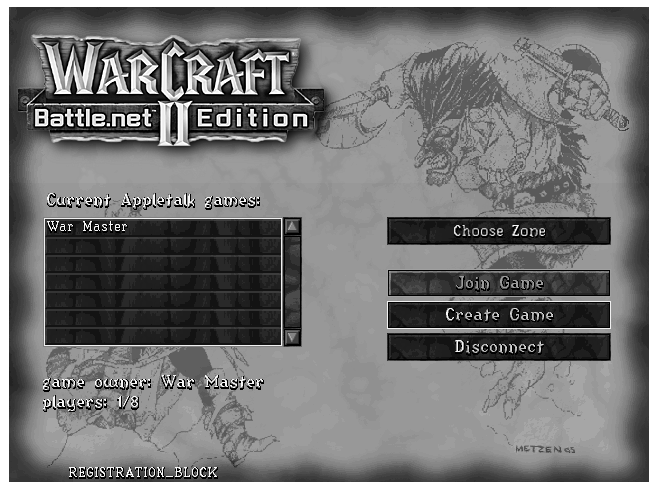 WARCRAFT
Battle.net II Edition
Current Appletalk games:
War Master
Choose Zone
Join Game
Create Game
Disconnect
game owner: War Master
players: 1/8
METZEN 95
REGISTRATION_BLOCK